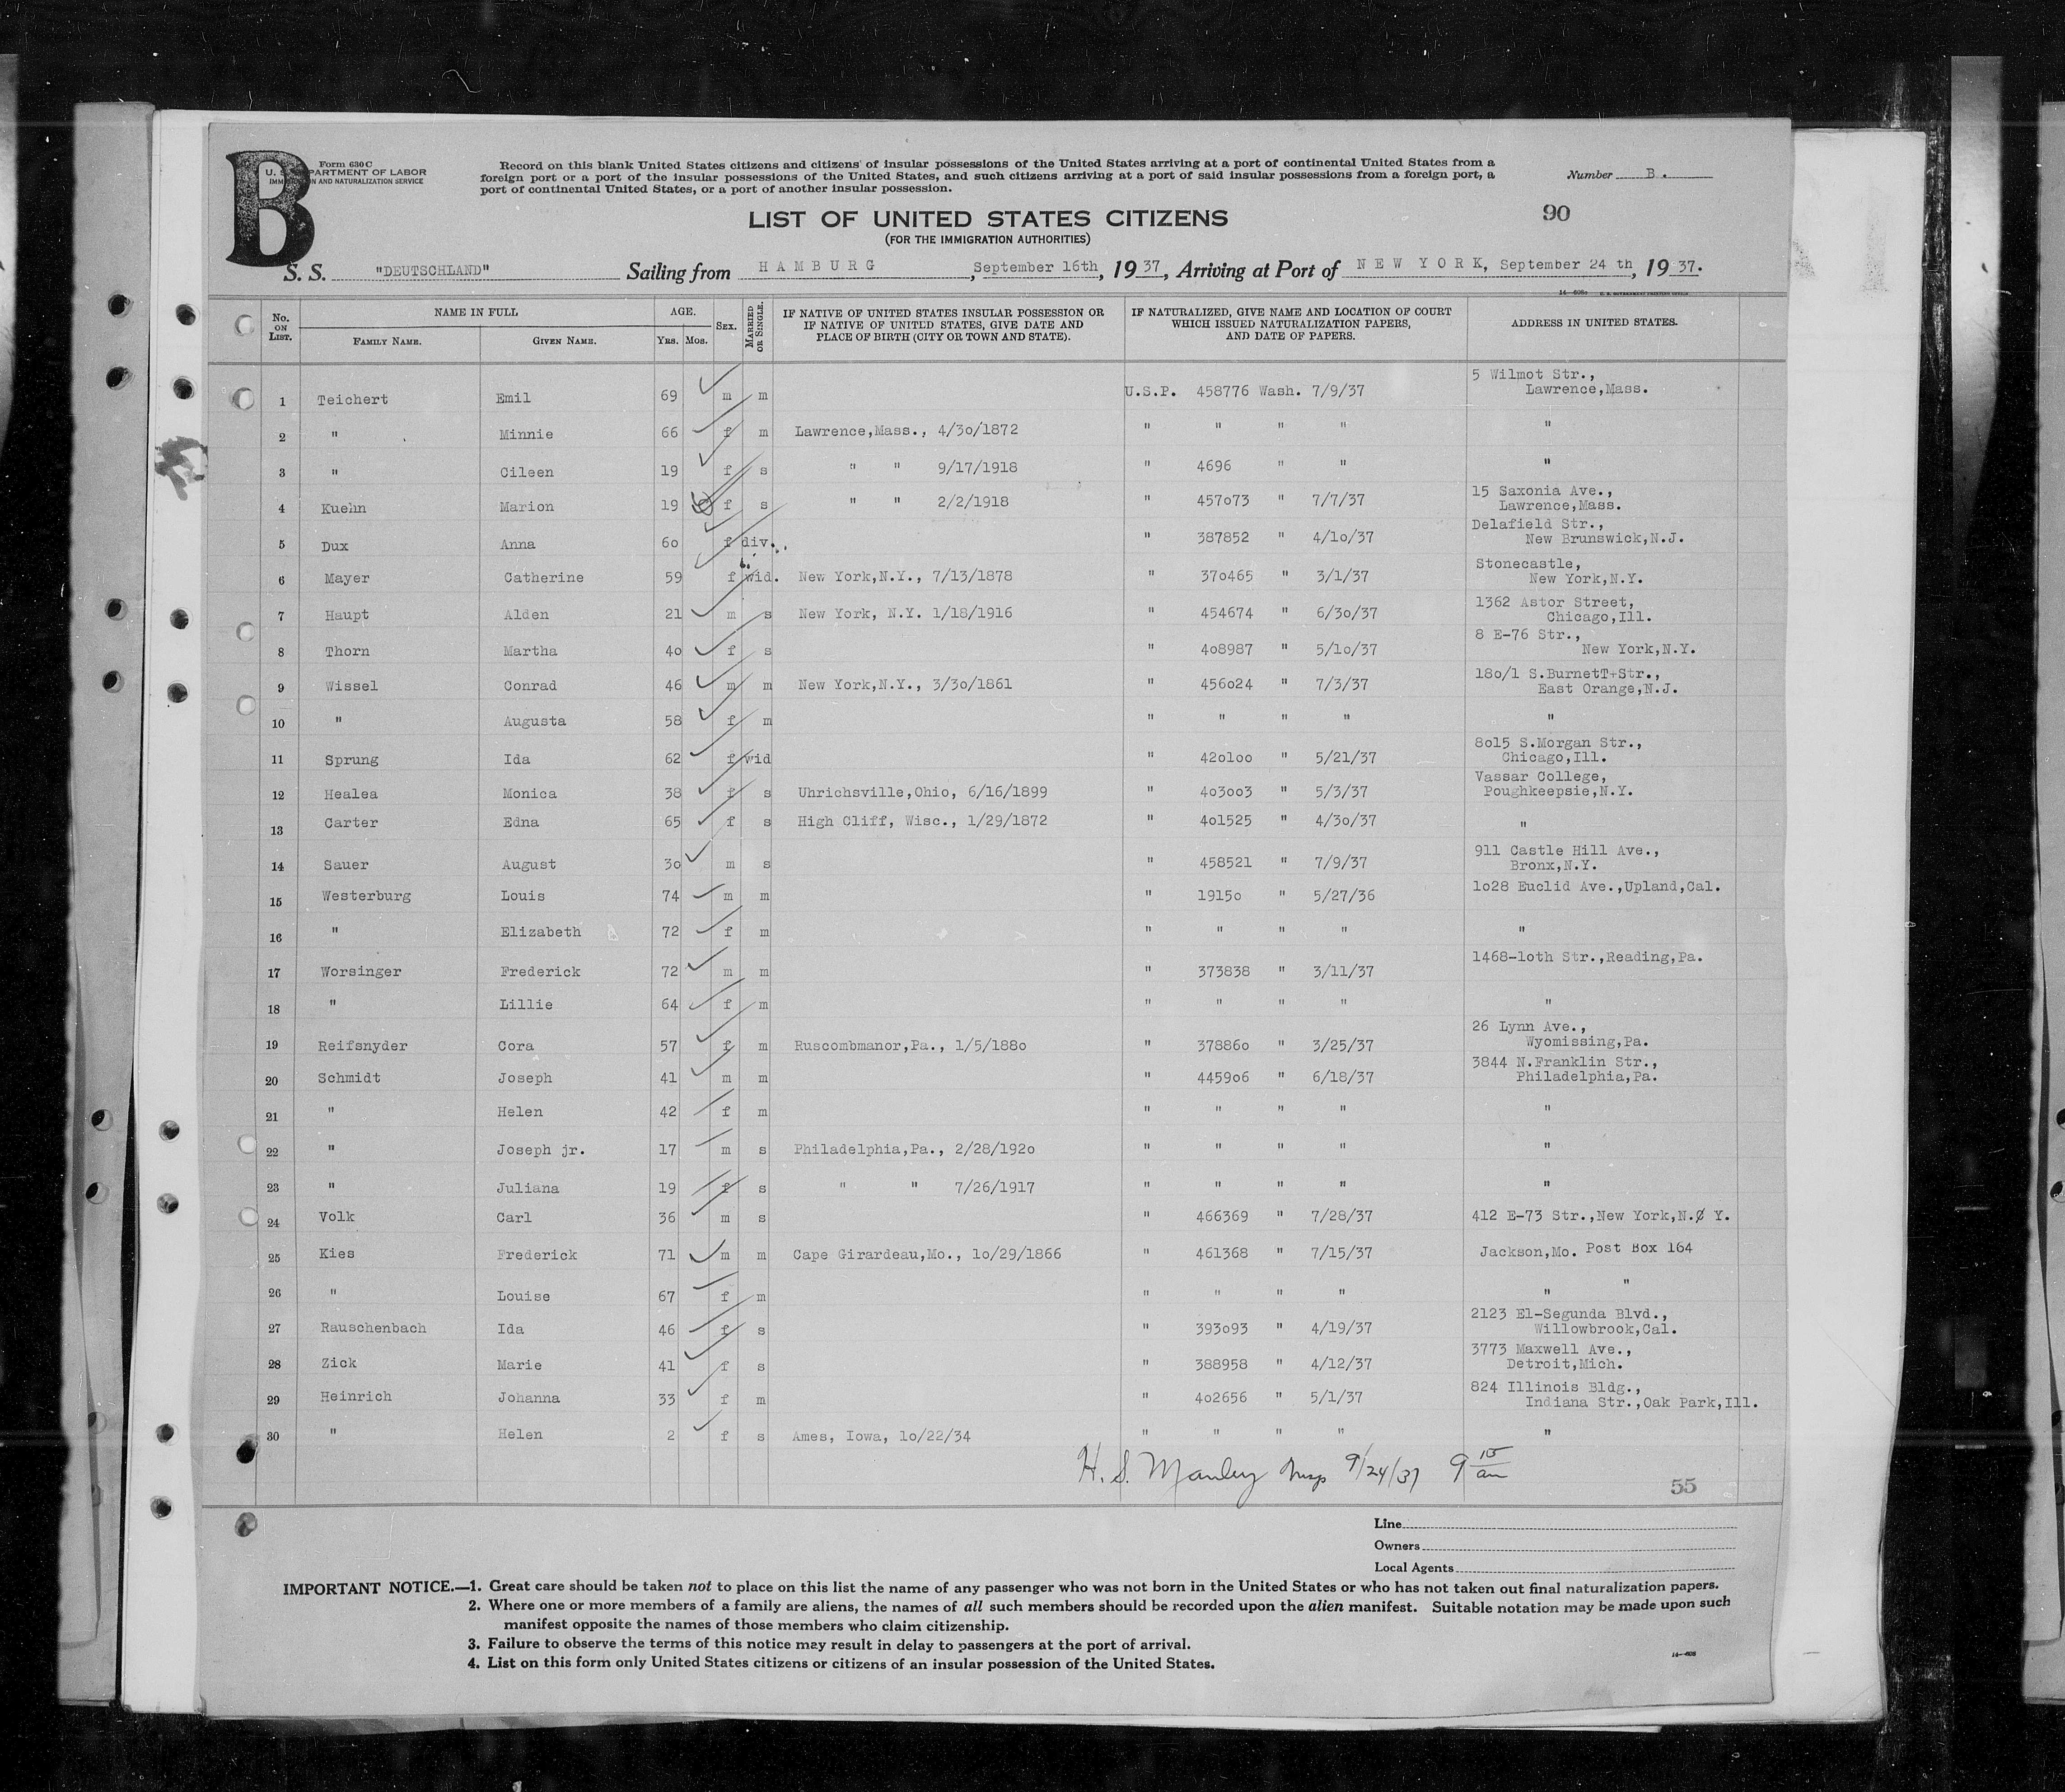 B
Form 630 C
U. S. DEPARTMENT OF LABOR
IMMIGRATION AND NATURALIZATION SERVICE
Record on this blank United States citizens and citizens of insular possessions of the United States arriving at a port of continental United States from a
foreign port or a port of the insular possessions of the United States, and such citizens arriving at a port of said insular possessions from a foreign port, a
port of continental United States, or a port of another insular possession.
Number B.
LIST OF UNITED STATES CITIZENS
90
(FOR THE IMMIGRATION AUTHORITIES)
S. S. "DEUTSCHLAND" Sailing from HAMBURG, September 16th, 1937, Arriving at Port of NEW YORK, September 24 th, 1937.
No. ON LIST. NAME IN FULL FAMILY NAME. GIVEN NAME. AGE. YRS. MOS. SEX. MARRIED OR SINGLE. IF NATIVE OF UNITED STATES INSULAR POSSESSION OR IF NATIVE OF UNITED STATES, GIVE DATE AND PLACE OF BIRTH (CITY OR TOWN AND STATE). IF NATURALIZED, GIVE NAME AND LOCATION OF COURT WHICH ISSUED NATURALIZATION PAPERS, AND DATE OF PAPERS. ADDRESS IN UNITED STATES.
1 Teichert Emil 69 m m U.S.P. 458776 Wash. 7/9/37 5 Wilmot Str., Lawrence,Mass.
2 " Minnie 66 f m Lawrence,Mass., 4/30/1872 " " " " "
3 " Cileen 19 f s " " 9/17/1918 " 4696 " " "
4 Kuehn Marion 19 f s " " 2/2/1918 " 457073 " 7/7/37 15 Saxonia Ave., Lawrence,Mass.
5 Dux Anna 60 f div. " 387852 " 4/10/37 Delafield Str., New Brunswick,N.J.
6 Mayer Catherine 59 f wid. New York,N.Y., 7/13/1878 " 370465 " 3/1/37 Stonecastle, New York,N.Y.
7 Haupt Alden 21 m s New York, N.Y. 1/18/1916 " 454674 " 6/30/37 1362 Astor Street, Chicago,Ill.
8 Thorn Martha 40 f s " 408987 " 5/10/37 8 E-76 Str., New York,N.Y.
9 Wissel Conrad 46 m m New York,N.Y., 3/30/1861 " 456024 " 7/3/37 180/1 S.BurnetT+Str., East Orange,N.J.
10 " Augusta 58 f m " " " " "
11 Sprung Ida 62 f wid " 420100 " 5/21/37 8015 S.Morgan Str., Chicago,Ill.
12 Healea Monica 38 f s Uhrichsville,Ohio, 6/16/1899 " 403003 " 5/3/37 Vassar College, Poughkeepsie,N.Y.
13 Carter Edna 65 f s High Cliff, Wisc., 1/29/1872 " 401525 " 4/30/37 "
14 Sauer August 30 m s " 458521 " 7/9/37 911 Castle Hill Ave., Bronx,N.Y.
15 Westerburg Louis 74 m m " 19150 " 5/27/36 1028 Euclid Ave.,Upland,Cal.
16 " Elizabeth 72 f m " " " " "
17 Worsinger Frederick 72 m m " 373838 " 3/11/37 1468-10th Str.,Reading,Pa.
18 " Lillie 64 f m " " " " "
19 Reifsnyder Cora 57 f m Ruscombmanor,Pa., 1/5/1880 " 378860 " 3/25/37 26 Lynn Ave., Wyomissing,Pa.
20 Schmidt Joseph 41 m m " 445906 " 6/18/37 3844 N.Franklin Str., Philadelphia,Pa.
21 " Helen 42 f m " " " " "
22 " Joseph jr. 17 m s Philadelphia,Pa., 2/28/1920 " " " " "
23 " Juliana 19 f s " " 7/26/1917 " " " " "
24 Volk Carl 36 m s " 466369 " 7/28/37 412 E-73 Str.,New York,N. Y.
25 Kies Frederick 71 m m Cape Girardeau,Mo., 10/29/1866 " 461368 " 7/15/37 Jackson,Mo. Post Box 164
26 " Louise 67 f m " " " " " "
27 Rauschenbach Ida 46 f s " 393093 " 4/19/37 2123 El-Segunda Blvd., Willowbrook,Cal.
28 Zick Marie 41 f s " 388958 " 4/12/37 3773 Maxwell Ave., Detroit,Mich.
29 Heinrich Johanna 33 f m " 402656 " 5/1/37 824 Illinois Bldg., Indiana Str.,Oak Park,Ill.
30 " Helen 2 f s Ames, Iowa, 10/22/34 " " " " "
H. S. Manley Insp 9/24/37 9 15 am
55
Line
Owners
Local Agents
IMPORTANT NOTICE.—1. Great care should be taken not to place on this list the name of any passenger who was not born in the United States or who has not taken out final naturalization papers.
2. Where one or more members of a family are aliens, the names of all such members should be recorded upon the alien manifest. Suitable notation may be made upon such
manifest opposite the names of those members who claim citizenship.
3. Failure to observe the terms of this notice may result in delay to passengers at the port of arrival.
4. List on this form only United States citizens or citizens of an insular possession of the United States.
14—608